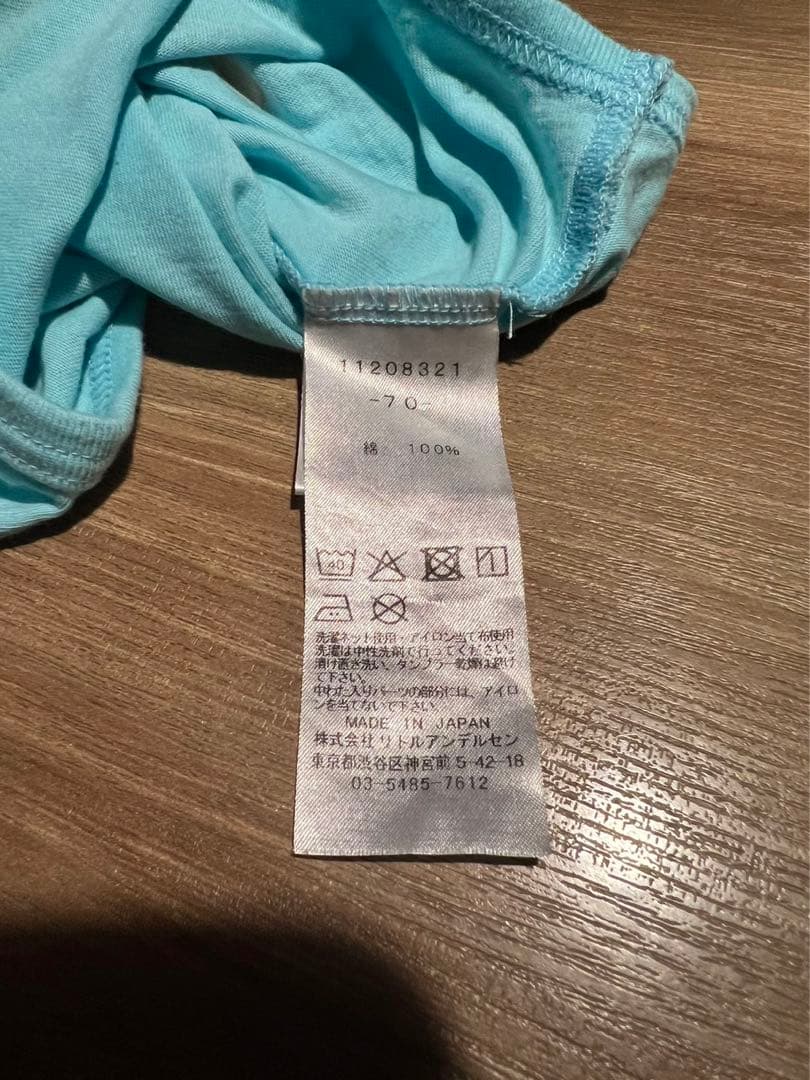 11208321
-70-
綿 100%
40
洗濯ネット使用・アイロン当て布使用
洗濯は中性洗剤で行ってください。
漬け置き洗い、タンブラー乾燥は避け
て下さい。
中わた入りパーツの部分には、アイロ
ンを当てないで下さい。
MADE IN JAPAN
株式会社リトルアンデルセン
東京都渋谷区神宮前 5-42-18
03-5485-7612